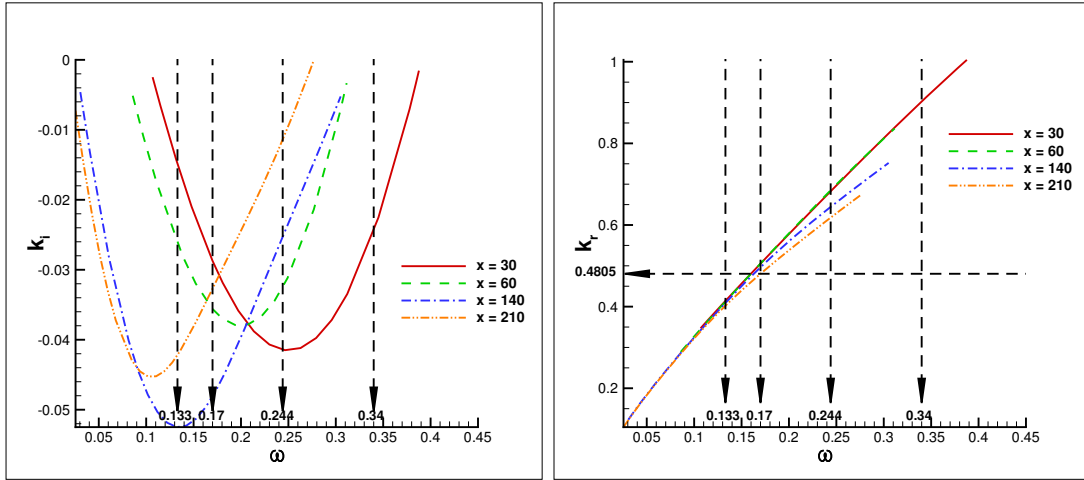 0
-0.01
-0.02
-0.03
-0.04
-0.05
k_i
x = 30
x = 60
x = 140
x = 210
0.133 0.17 0.244 0.34
0.05 0.1 0.15 0.2 0.25 0.3 0.35 0.4 0.45
ω
1
0.8
0.6
0.4
0.2
k_r
0.4805
x = 30
x = 60
x = 140
x = 210
0.133 0.17 0.244 0.34
0.05 0.1 0.15 0.2 0.25 0.3 0.35 0.4 0.45
ω